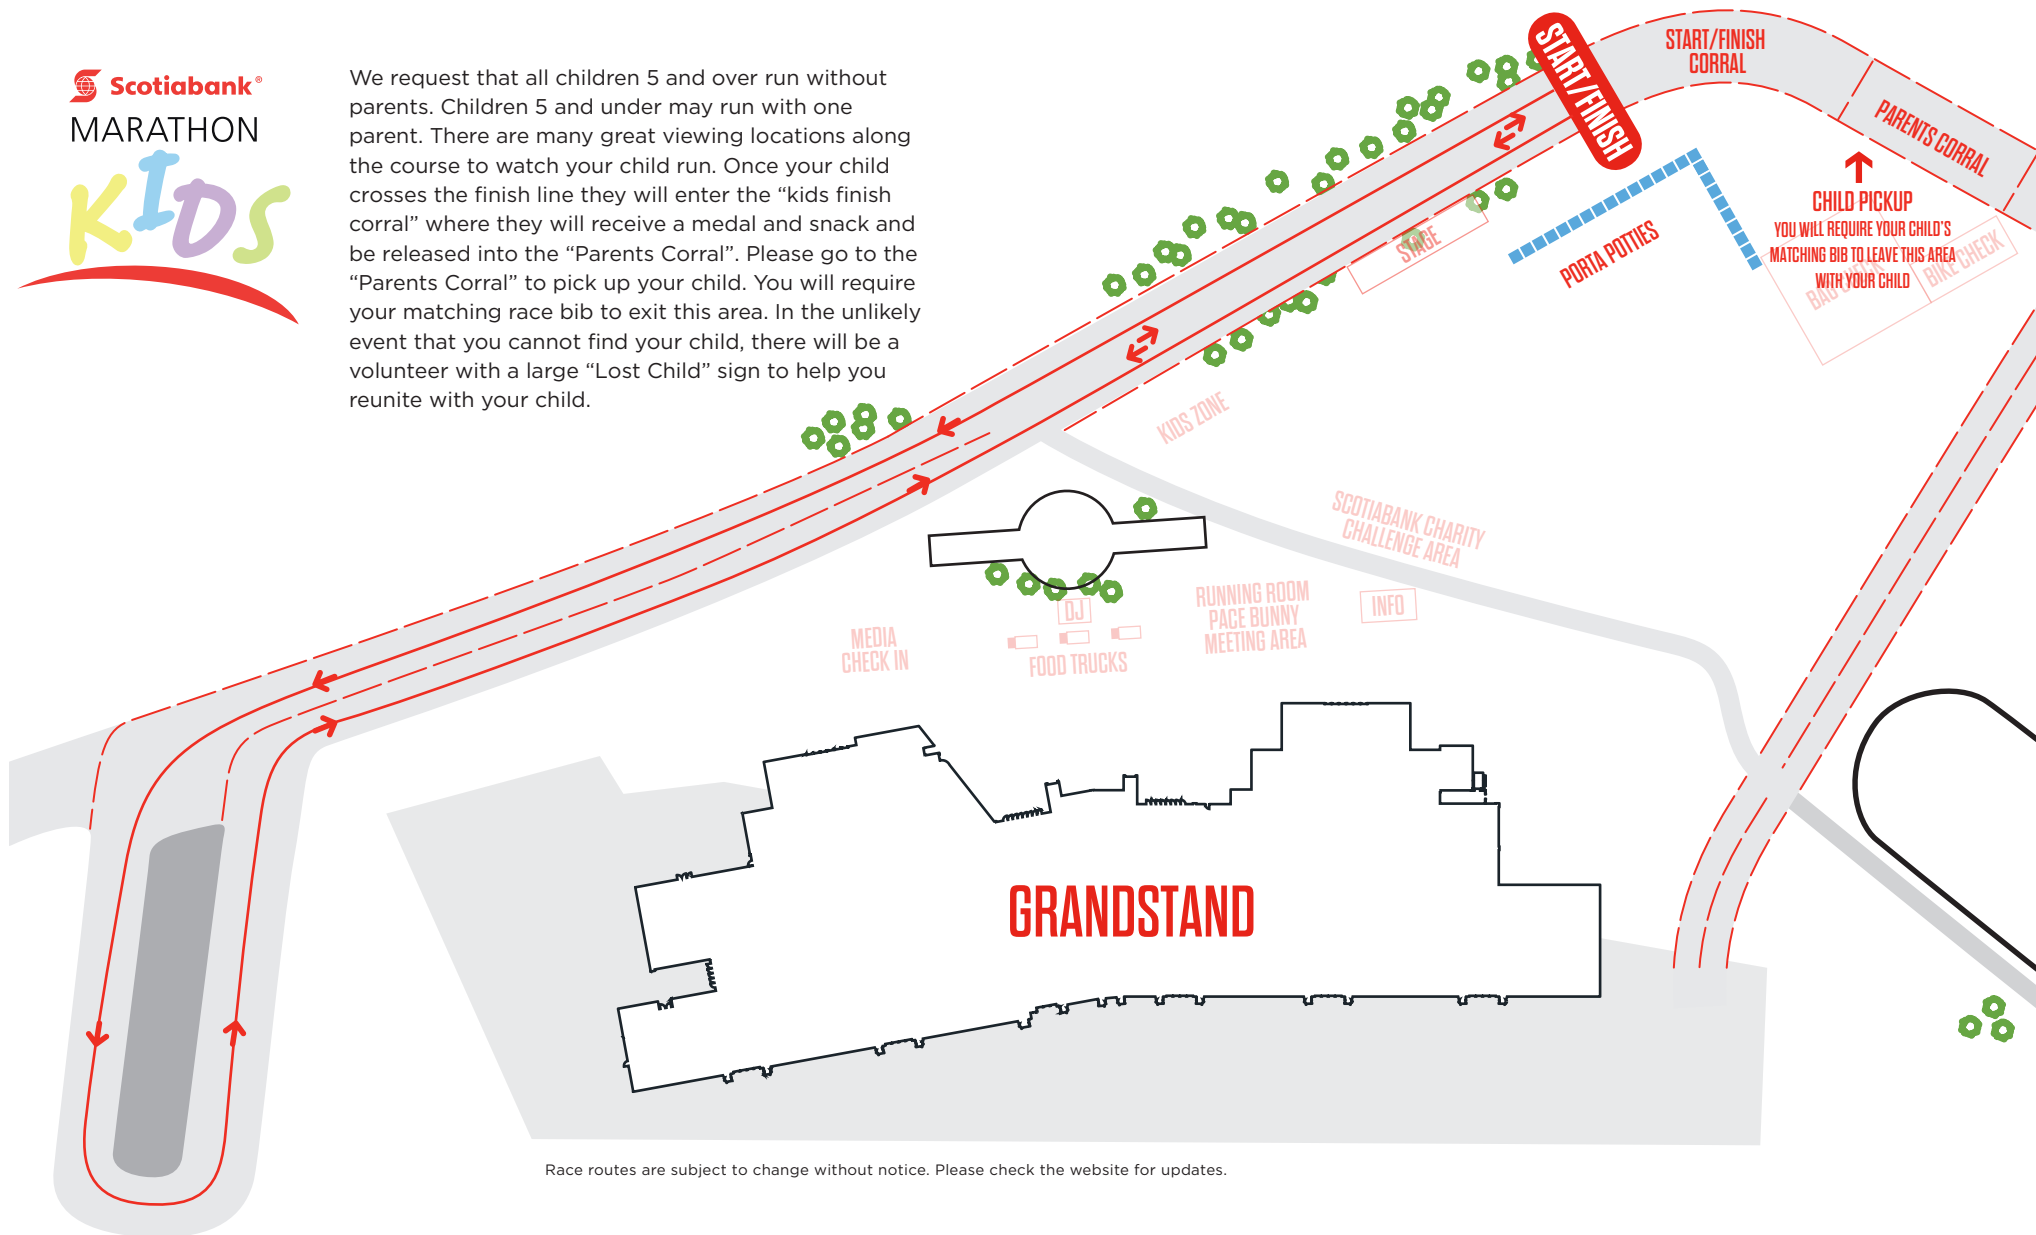 Scotiabank®
MARATHON
KIDS
We request that all children 5 and over run without
parents. Children 5 and under may run with one
parent. There are many great viewing locations along
the course to watch your child run. Once your child
crosses the finish line they will enter the “kids finish
corral” where they will receive a medal and snack and
be released into the “Parents Corral”. Please go to the
“Parents Corral” to pick up your child. You will require
your matching race bib to exit this area. In the unlikely
event that you cannot find your child, there will be a
volunteer with a large “Lost Child” sign to help you
reunite with your child.
START/FINISH
START/FINISH
CORRAL
PARENTS CORRAL
CHILD PICKUP
YOU WILL REQUIRE YOUR CHILD'S
MATCHING BIB TO LEAVE THIS AREA
WITH YOUR CHILD
BAG CHECK
BIKE CHECK
PORTA POTTIES
STAGE
KIDS ZONE
SCOTIABANK CHARITY
CHALLENGE AREA
DJ
RUNNING ROOM
PACE BUNNY
MEETING AREA
INFO
MEDIA
CHECK IN
FOOD TRUCKS
GRANDSTAND
Race routes are subject to change without notice. Please check the website for updates.